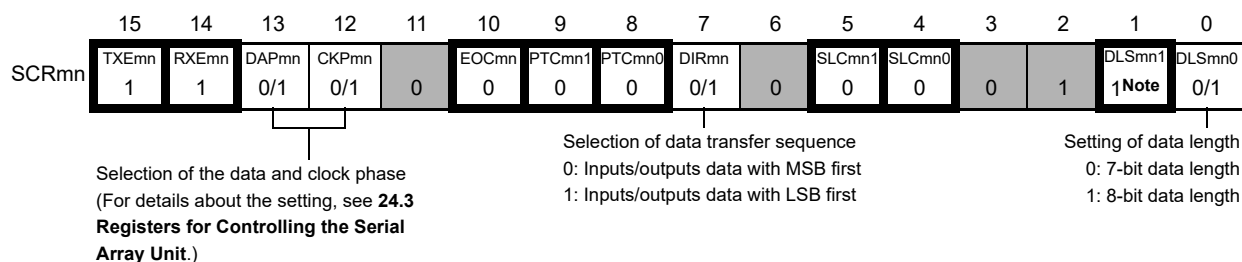 15 14 13 12 11 10 9 8 7 6 5 4 3 2 1 0
SCRmn
TXEmn RXEmn DAPmn CKPmn EOCmn PTCmn1 PTCmn0 DIRmn SLCmn1 SLCmn0 DLSmn1 DLSmn0
1 1 0/1 0/1 0 0 0 0 0/1 0 0 0 0 1 1Note 0/1
Selection of the data and clock phase
(For details about the setting, see 24.3
Registers for Controlling the Serial
Array Unit.)
Selection of data transfer sequence
0: Inputs/outputs data with MSB first
1: Inputs/outputs data with LSB first
Setting of data length
0: 7-bit data length
1: 8-bit data length